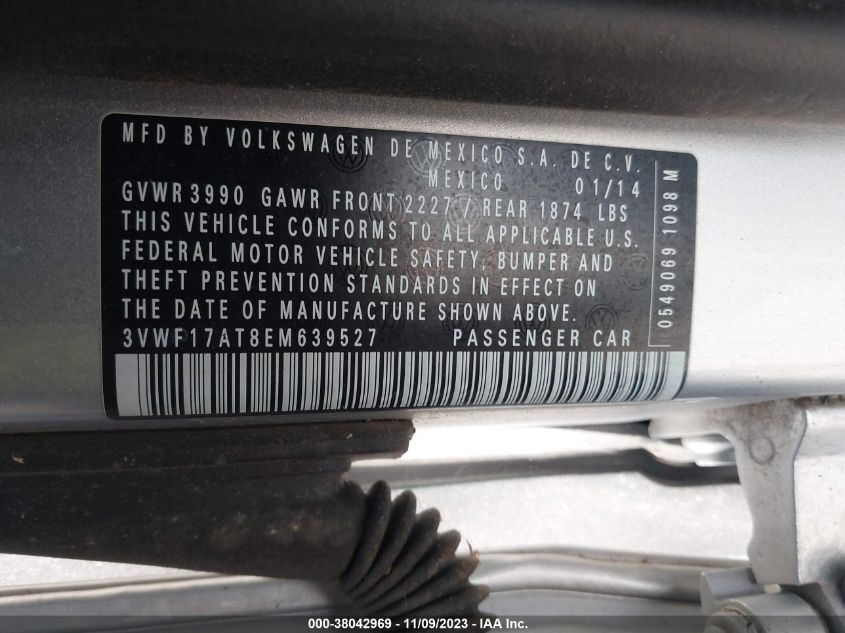 MFD BY VOLKSWAGEN DE MEXICO S.A. DE C.V.
MEXICO 01/14
GVWR 3990 GAWR FRONT 2227 / REAR 1874 LBS
THIS VEHICLE CONFORMS TO ALL APPLICABLE U.S.
FEDERAL MOTOR VEHICLE SAFETY, BUMPER AND
THEFT PREVENTION STANDARDS IN EFFECT ON
THE DATE OF MANUFACTURE SHOWN ABOVE.
3VWF17AT8EM639527 PASSENGER CAR
0549069 1098 M
000-38042969 - 11/09/2023 - IAA Inc.